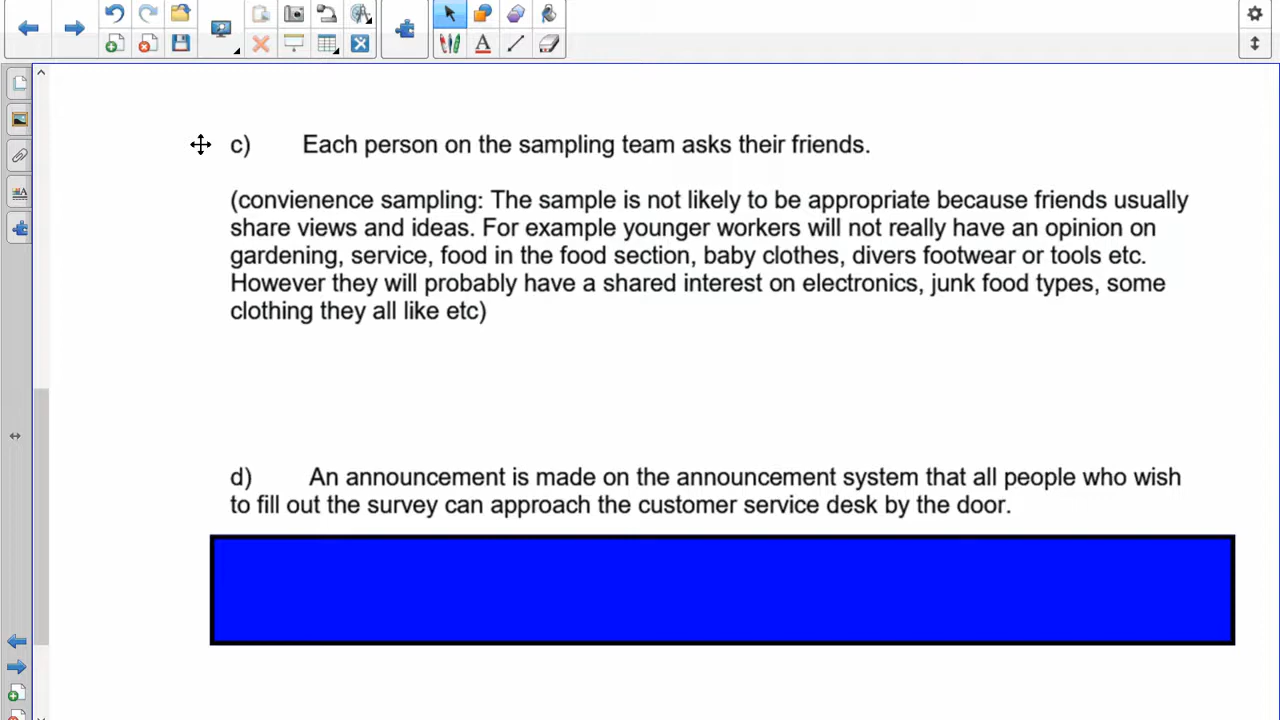 c) Each person on the sampling team asks their friends.
(convienence sampling: The sample is not likely to be appropriate because friends usually
share views and ideas. For example younger workers will not really have an opinion on
gardening, service, food in the food section, baby clothes, divers footwear or tools etc.
However they will probably have a shared interest on electronics, junk food types, some
clothing they all like etc)
d) An announcement is made on the announcement system that all people who wish
to fill out the survey can approach the customer service desk by the door.